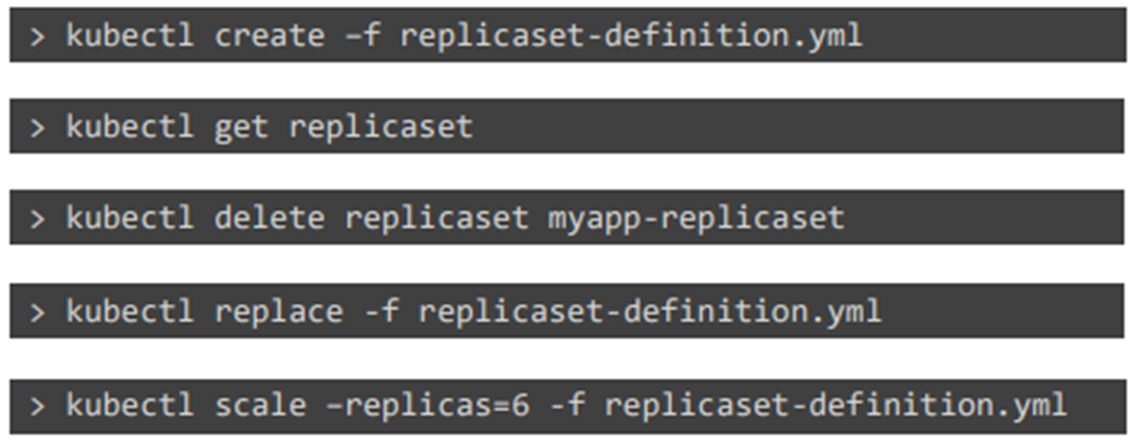 > kubectl create –f replicaset-definition.yml
> kubectl get replicaset
> kubectl delete replicaset myapp-replicaset
> kubectl replace -f replicaset-definition.yml
> kubectl scale –replicas=6 -f replicaset-definition.yml